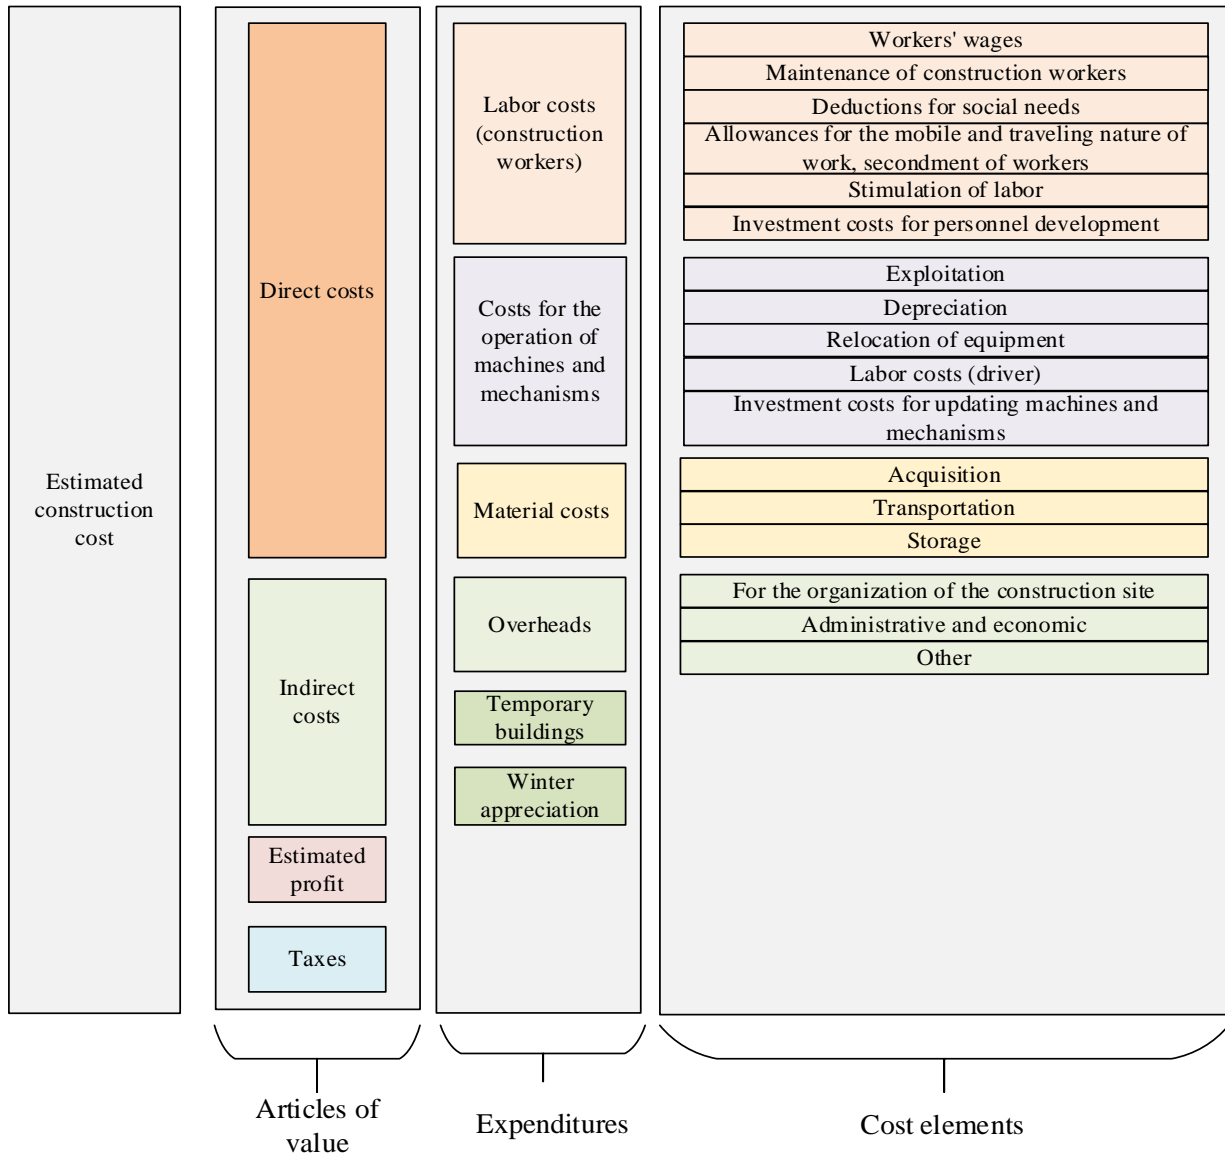 Estimated
construction
cost
Direct costs
Indirect
costs
Estimated
profit
Taxes
Labor costs
(construction
workers)
Costs for the
operation of
machines and
mechanisms
Material costs
Overheads
Temporary
buildings
Winter
appreciation
Workers' wages
Maintenance of construction workers
Deductions for social needs
Allowances for the mobile and traveling nature of
work, secondment of workers
Stimulation of labor
Investment costs for personnel development
Exploitation
Depreciation
Relocation of equipment
Labor costs (driver)
Investment costs for updating machines and
mechanisms
Acquisition
Transportation
Storage
For the organization of the construction site
Administrative and economic
Other
Articles of
value
Expenditures
Cost elements